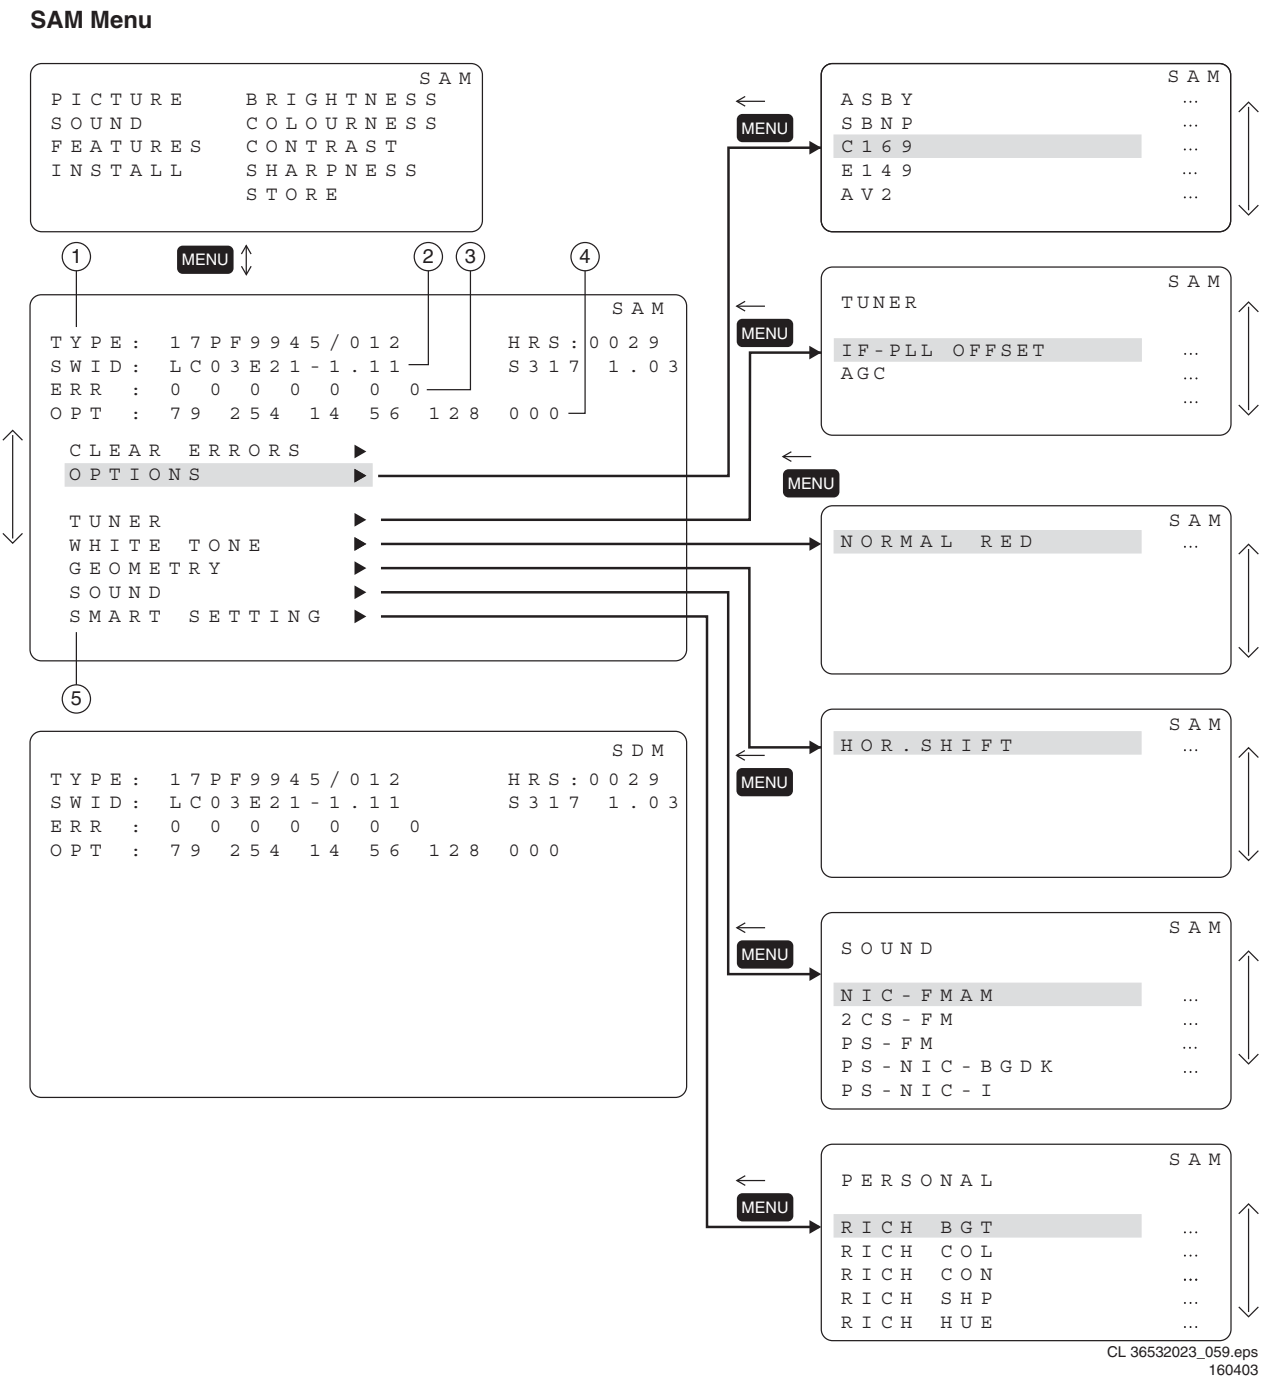 SAM Menu
SAM
PICTURE BRIGHTNESS
SOUND COLOURNESS
FEATURES CONTRAST
INSTALL SHARPNESS
STORE
1
MENU
2
3
4
SAM
TYPE: 17PF9945/012 HRS:0029
SWID: LC03E21-1.11 S317 1.03
ERR : 0 0 0 0 0 0 0
OPT : 79 254 14 56 128 000
CLEAR ERRORS
OPTIONS
TUNER
WHITE TONE
GEOMETRY
SOUND
SMART SETTING
5
SDM
TYPE: 17PF9945/012 HRS:0029
SWID: LC03E21-1.11 S317 1.03
ERR : 0 0 0 0 0 0 0
OPT : 79 254 14 56 128 000
MENU
SAM
ASBY ...
SBNP ...
C169 ...
E149 ...
AV2 ...
MENU
SAM
TUNER
IF-PLL OFFSET ...
AGC ...
...
MENU
SAM
NORMAL RED ...
MENU
SAM
HOR.SHIFT ...
MENU
SAM
SOUND
NIC-FMAM ...
2CS-FM ...
PS-FM ...
PS-NIC-BGDK ...
PS-NIC-I
MENU
SAM
PERSONAL
RICH BGT ...
RICH COL ...
RICH CON ...
RICH SHP ...
RICH HUE ...
CL 36532023_059.eps
160403